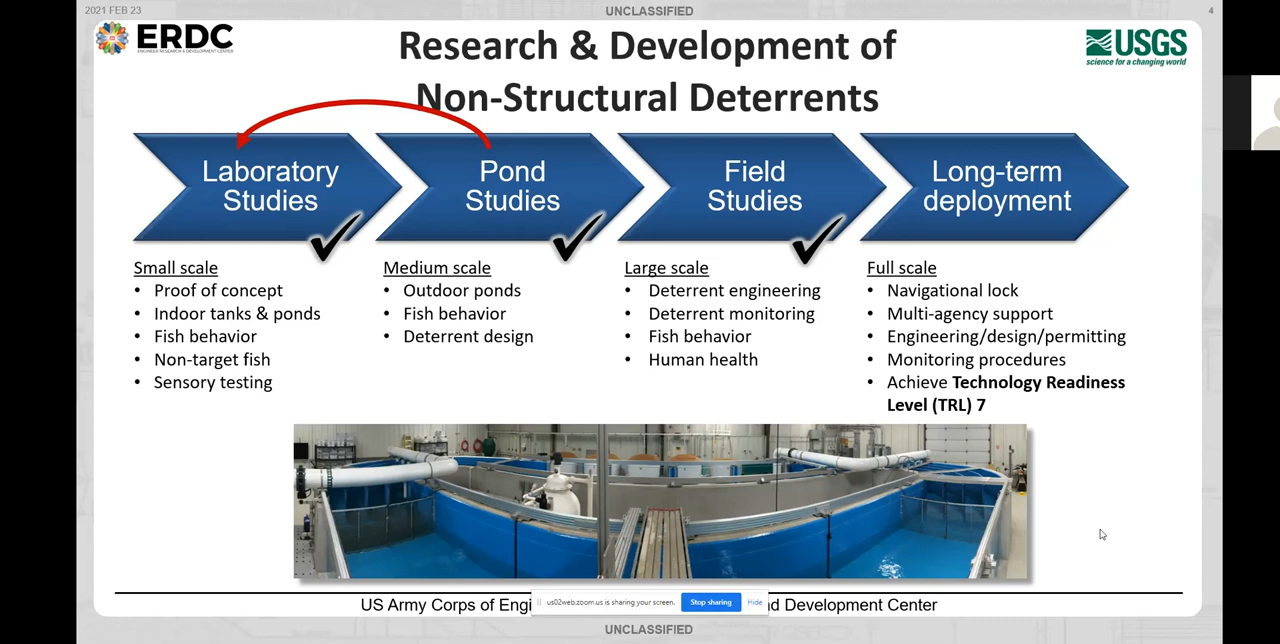 2021 FEB 23
UNCLASSIFIED
4
ERDC
ENGINEER RESEARCH & DEVELOPMENT CENTER
USGS
science for a changing world
Research & Development of
Non-Structural Deterrents
Laboratory
Studies
Pond
Studies
Field
Studies
Long-term
deployment
Small scale
• Proof of concept
• Indoor tanks & ponds
• Fish behavior
• Non-target fish
• Sensory testing
Medium scale
• Outdoor ponds
• Fish behavior
• Deterrent design
Large scale
• Deterrent engineering
• Deterrent monitoring
• Fish behavior
• Human health
Full scale
• Navigational lock
• Multi-agency support
• Engineering/design/permitting
• Monitoring procedures
• Achieve Technology Readiness
Level (TRL) 7
US Army Corps of Engi d Development Center
us02web.zoom.us is sharing your screen.
Stop sharing
Hide
UNCLASSIFIED